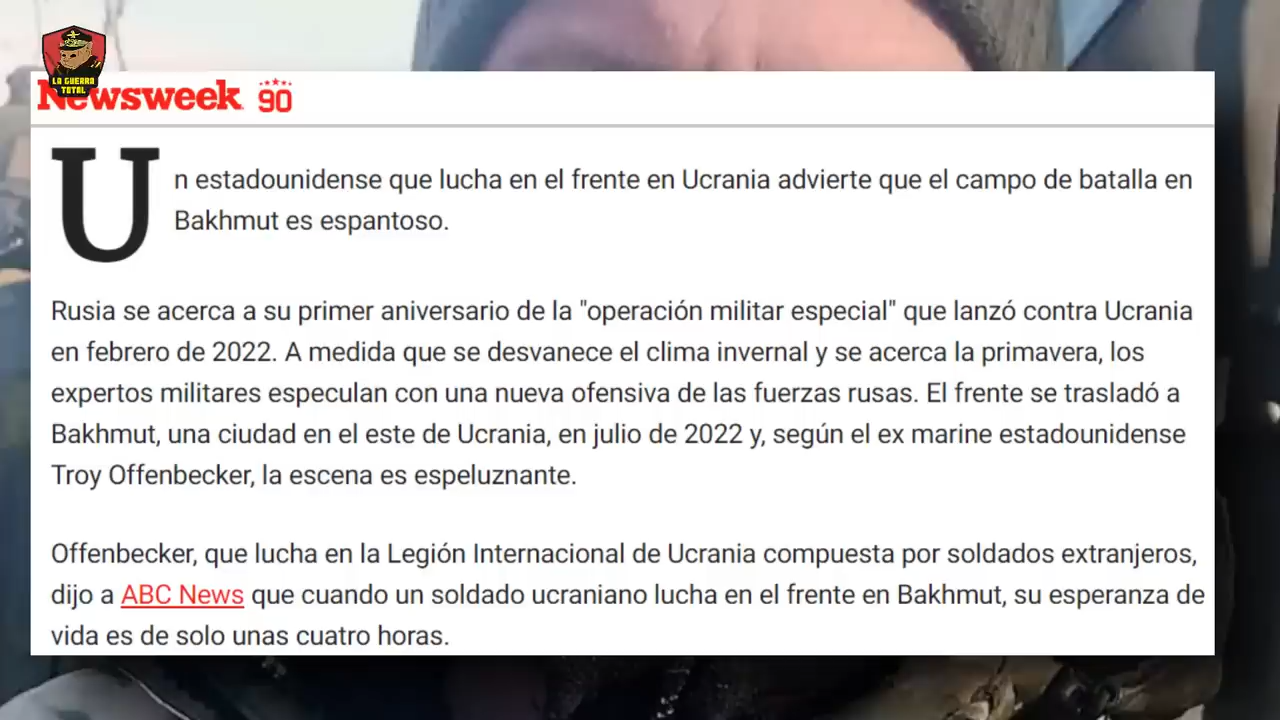 LA GUERRA
TOTAL
Newsweek 90
Un estadounidense que lucha en el frente en Ucrania advierte que el campo de batalla en
Bakhmut es espantoso.
Rusia se acerca a su primer aniversario de la "operación militar especial" que lanzó contra Ucrania
en febrero de 2022. A medida que se desvanece el clima invernal y se acerca la primavera, los
expertos militares especulan con una nueva ofensiva de las fuerzas rusas. El frente se trasladó a
Bakhmut, una ciudad en el este de Ucrania, en julio de 2022 y, según el ex marine estadounidense
Troy Offenbecker, la escena es espeluznante.
Offenbecker, que lucha en la Legión Internacional de Ucrania compuesta por soldados extranjeros,
dijo a ABC News que cuando un soldado ucraniano lucha en el frente en Bakhmut, su esperanza de
vida es de solo unas cuatro horas.